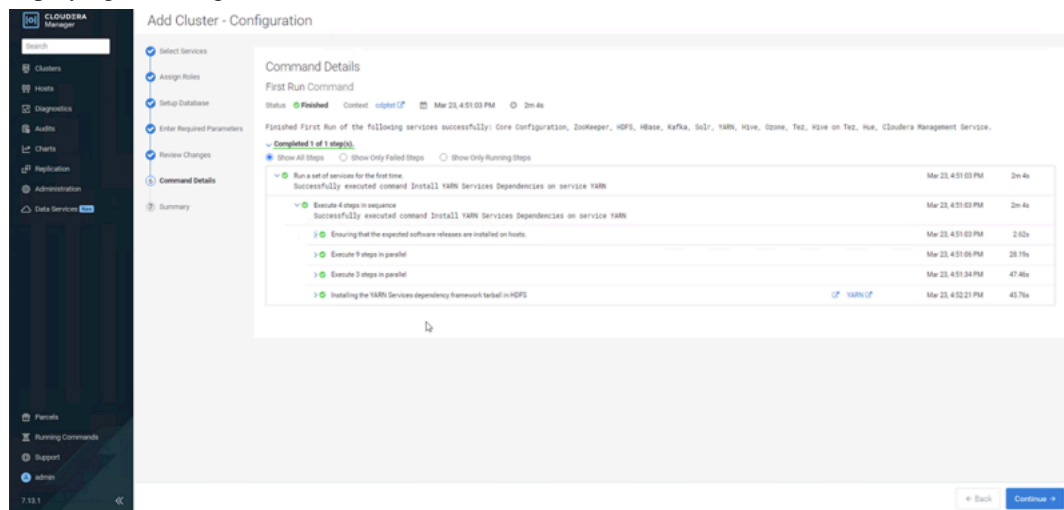 CLOUDERA
Manager
Search
Clusters
Hosts
Diagnostics
Audits
Charts
Replication
Administration
Data Services New
Parcels
Running Commands
Support
admin
7.13.1
Add Cluster - Configuration
Select Services
Assign Roles
Setup Database
Enter Required Parameters
Review Changes
6 Command Details
7 Summary
Command Details
First Run Command
Status Finished Context cdptst Mar 23, 4:51:03 PM 2m 4s
Finished First Run of the following services successfully: Core Configuration, ZooKeeper, HDFS, HBase, Kafka, Solr, YARN, Hive, Ozone, Tez, Hive on Tez, Hue, Cloudera Management Service.
Completed 1 of 1 step(s).
Show All Steps Show Only Failed Steps Show Only Running Steps
Run a set of services for the first time. Mar 23, 4:51:03 PM 2m 4s
Successfully executed command Install YARN Services Dependencies on service YARN
Execute 4 steps in sequence Mar 23, 4:51:03 PM 2m 4s
Successfully executed command Install YARN Services Dependencies on service YARN
Ensuring that the expected software releases are installed on hosts. Mar 23, 4:51:03 PM 2.62s
Execute 9 steps in parallel Mar 23, 4:51:06 PM 28.19s
Execute 3 steps in parallel Mar 23, 4:51:34 PM 47.46s
Installing the YARN Services dependency framework tarball in HDFS YARN Mar 23, 4:52:21 PM 45.76s
← Back
Continue →